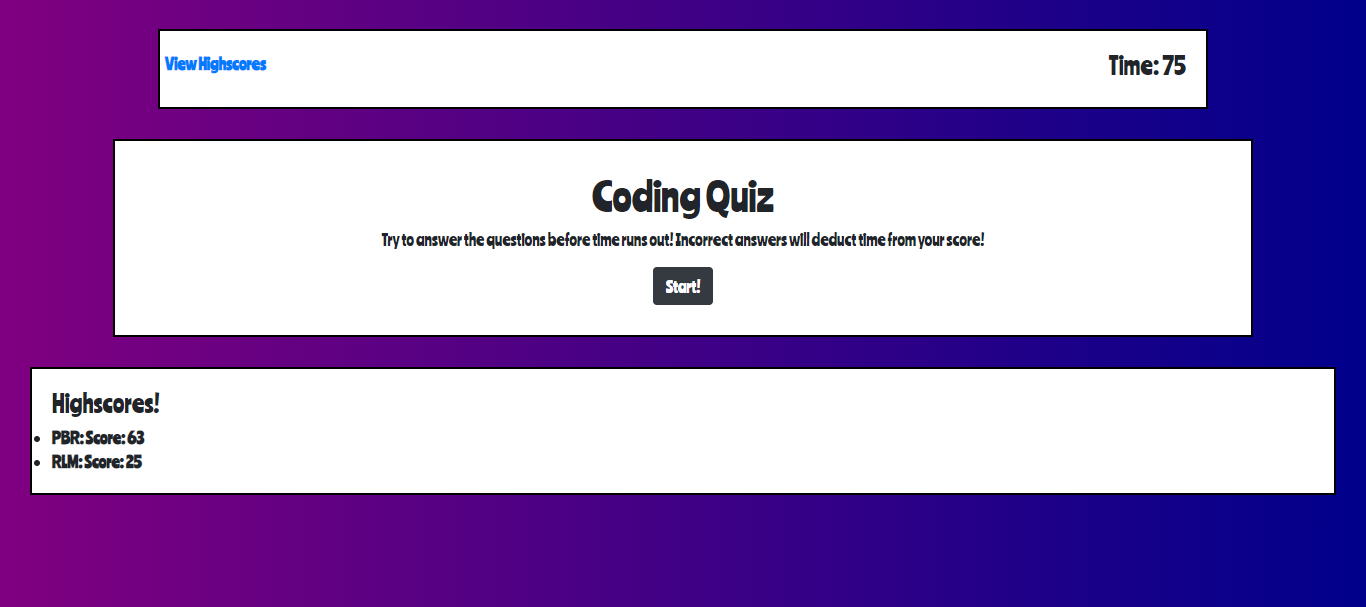 View Highscores
Time: 75
Coding Quiz
Try to answer the questions before time runs out! Incorrect answers will deduct time from your score!
Start!
Highscores!
PBR: Score: 63
RLM: Score: 25